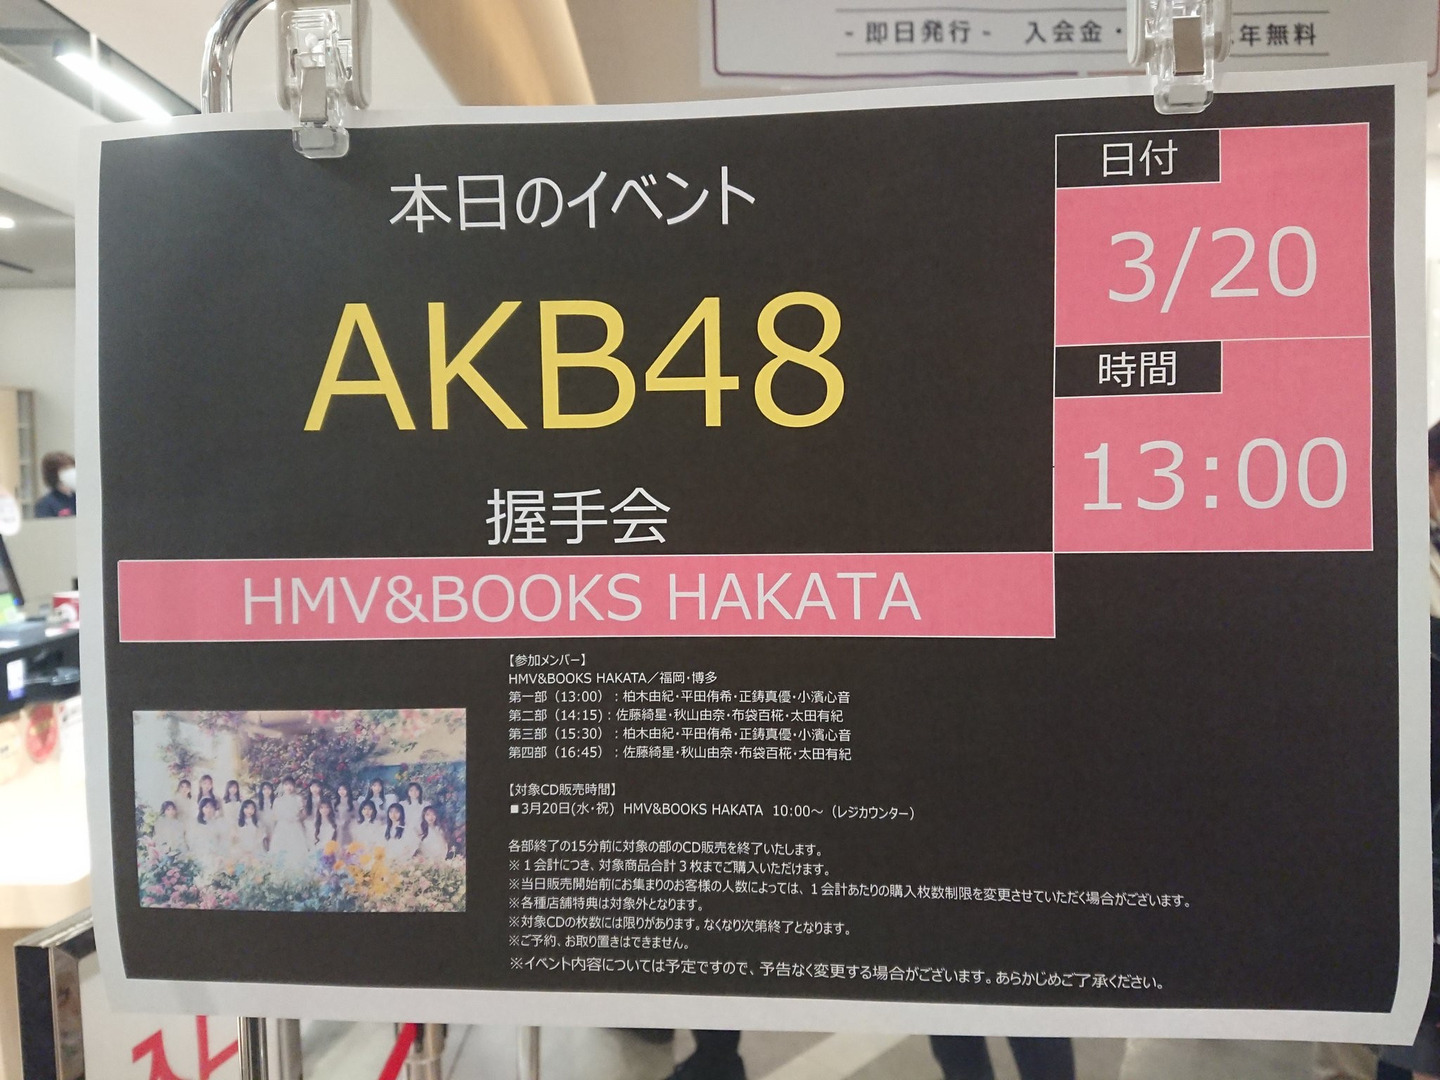 - 即日発行 -　入会金・
年無料
本日のイベント
AKB48
握手会
HMV&BOOKS HAKATA
日付
3/20
時間
13:00
【参加メンバー】
HMV&BOOKS HAKATA／福岡・博多
第一部（13:00）：柏木由紀・平田侑希・正鋳真優・小濱心音
第二部（14:15）：佐藤綺星・秋山由奈・布袋百椛・太田有紀
第三部（15:30）：柏木由紀・平田侑希・正鋳真優・小濱心音
第四部（16:45）：佐藤綺星・秋山由奈・布袋百椛・太田有紀
【対象CD販売時間】
■3月20日(水・祝) HMV&BOOKS HAKATA 10:00～（レジカウンター）
各部終了の15分前に対象の部のCD販売を終了いたします。
※１会計につき、対象商品合計３枚までご購入いただけます。
※当日販売開始前にお集まりのお客様の人数によっては、１会計あたりの購入枚数制限を変更させていただく場合がございます。
※各種店舗特典は対象外となります。
※対象CDの枚数には限りがあります。なくなり次第終了となります。
※ご予約、お取り置きはできません。
※イベント内容については予定ですので、予告なく変更する場合がございます。あらかじめご了承ください。